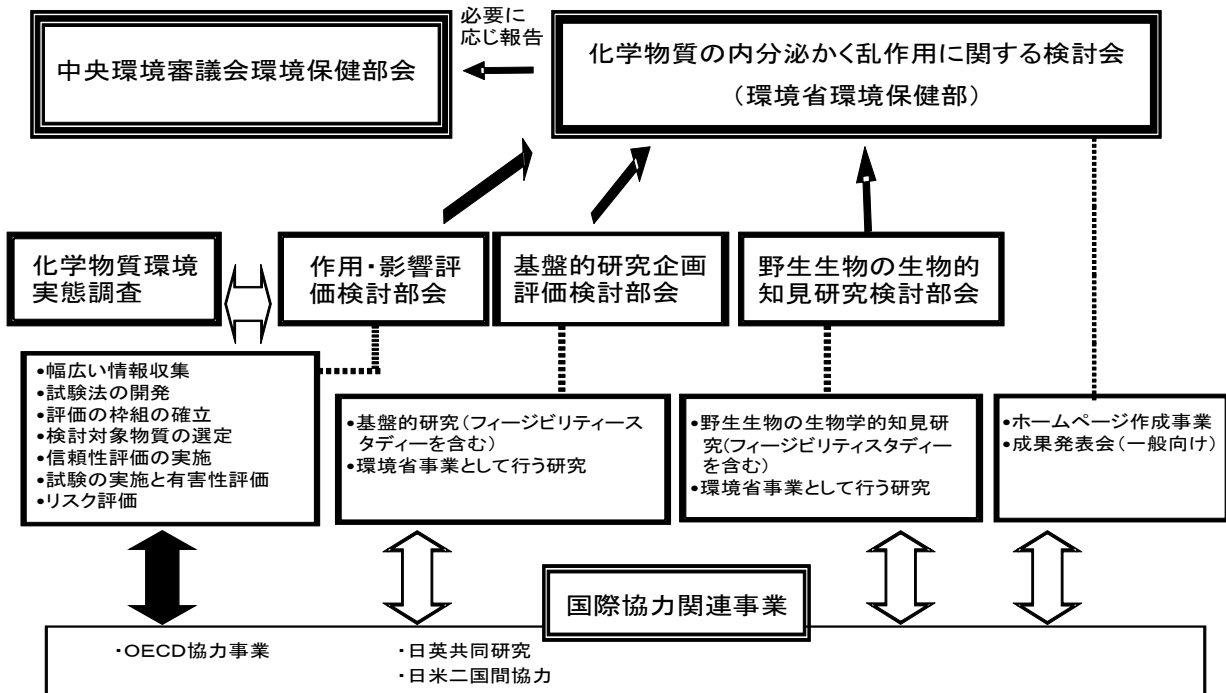 必要に
応じ報告
中央環境審議会環境保健部会
化学物質の内分泌かく乱作用に関する検討会
（環境省環境保健部）
化学物質環境
実態調査
作用・影響評
価検討部会
基盤的研究企画
評価検討部会
野生生物の生物的
知見研究検討部会
•幅広い情報収集
•試験法の開発
•評価の枠組の確立
•検討対象物質の選定
•信頼性評価の実施
•試験の実施と有害性評価
•リスク評価
•基盤的研究（フィージビリティース
タディーを含む）
•環境省事業として行う研究
•野生生物の生物学的知見研
究(フィージビリティスタディー
を含む）
•環境省事業として行う研究
•ホームページ作成事業
•成果発表会（一般向け）
国際協力関連事業
・OECD協力事業
・日英共同研究
・日米二国間協力